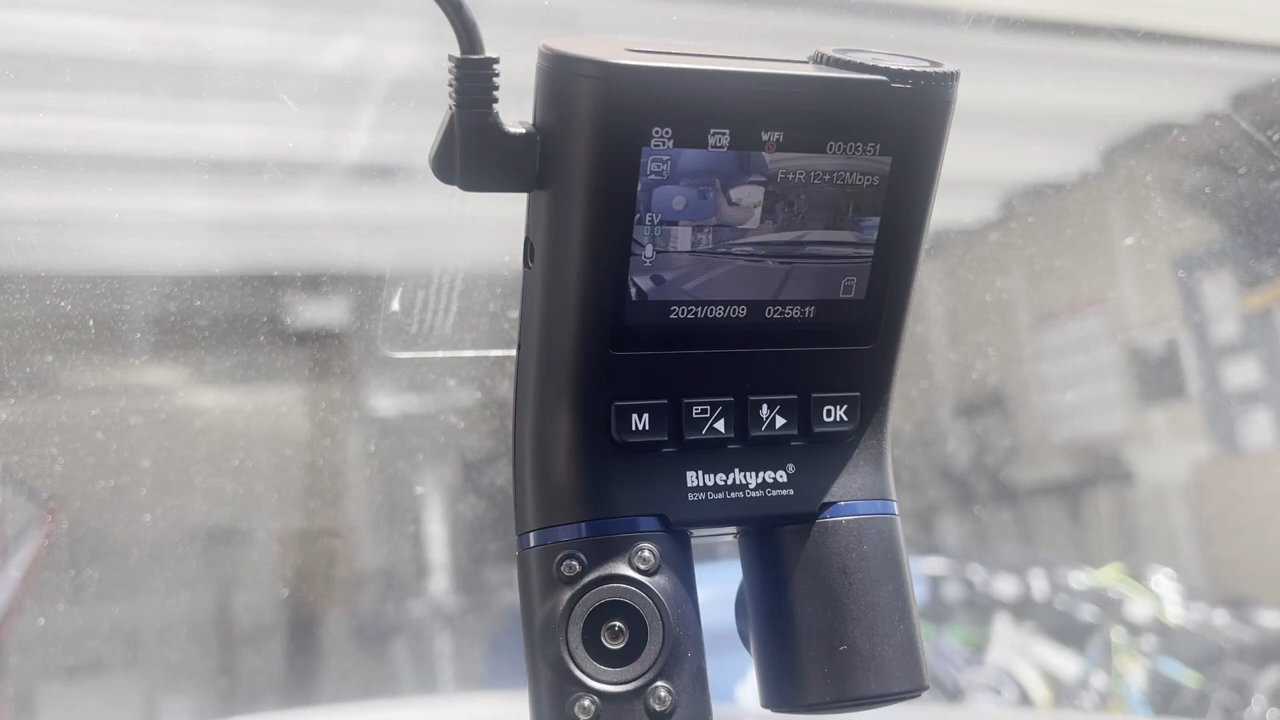 WDR
WiFi
00:03:51
F+R 12+12Mbps
EV
0.0
2021/08/09 02:56:11
M
OK
Blueskysea®
B2W Dual Lens Dash Camera